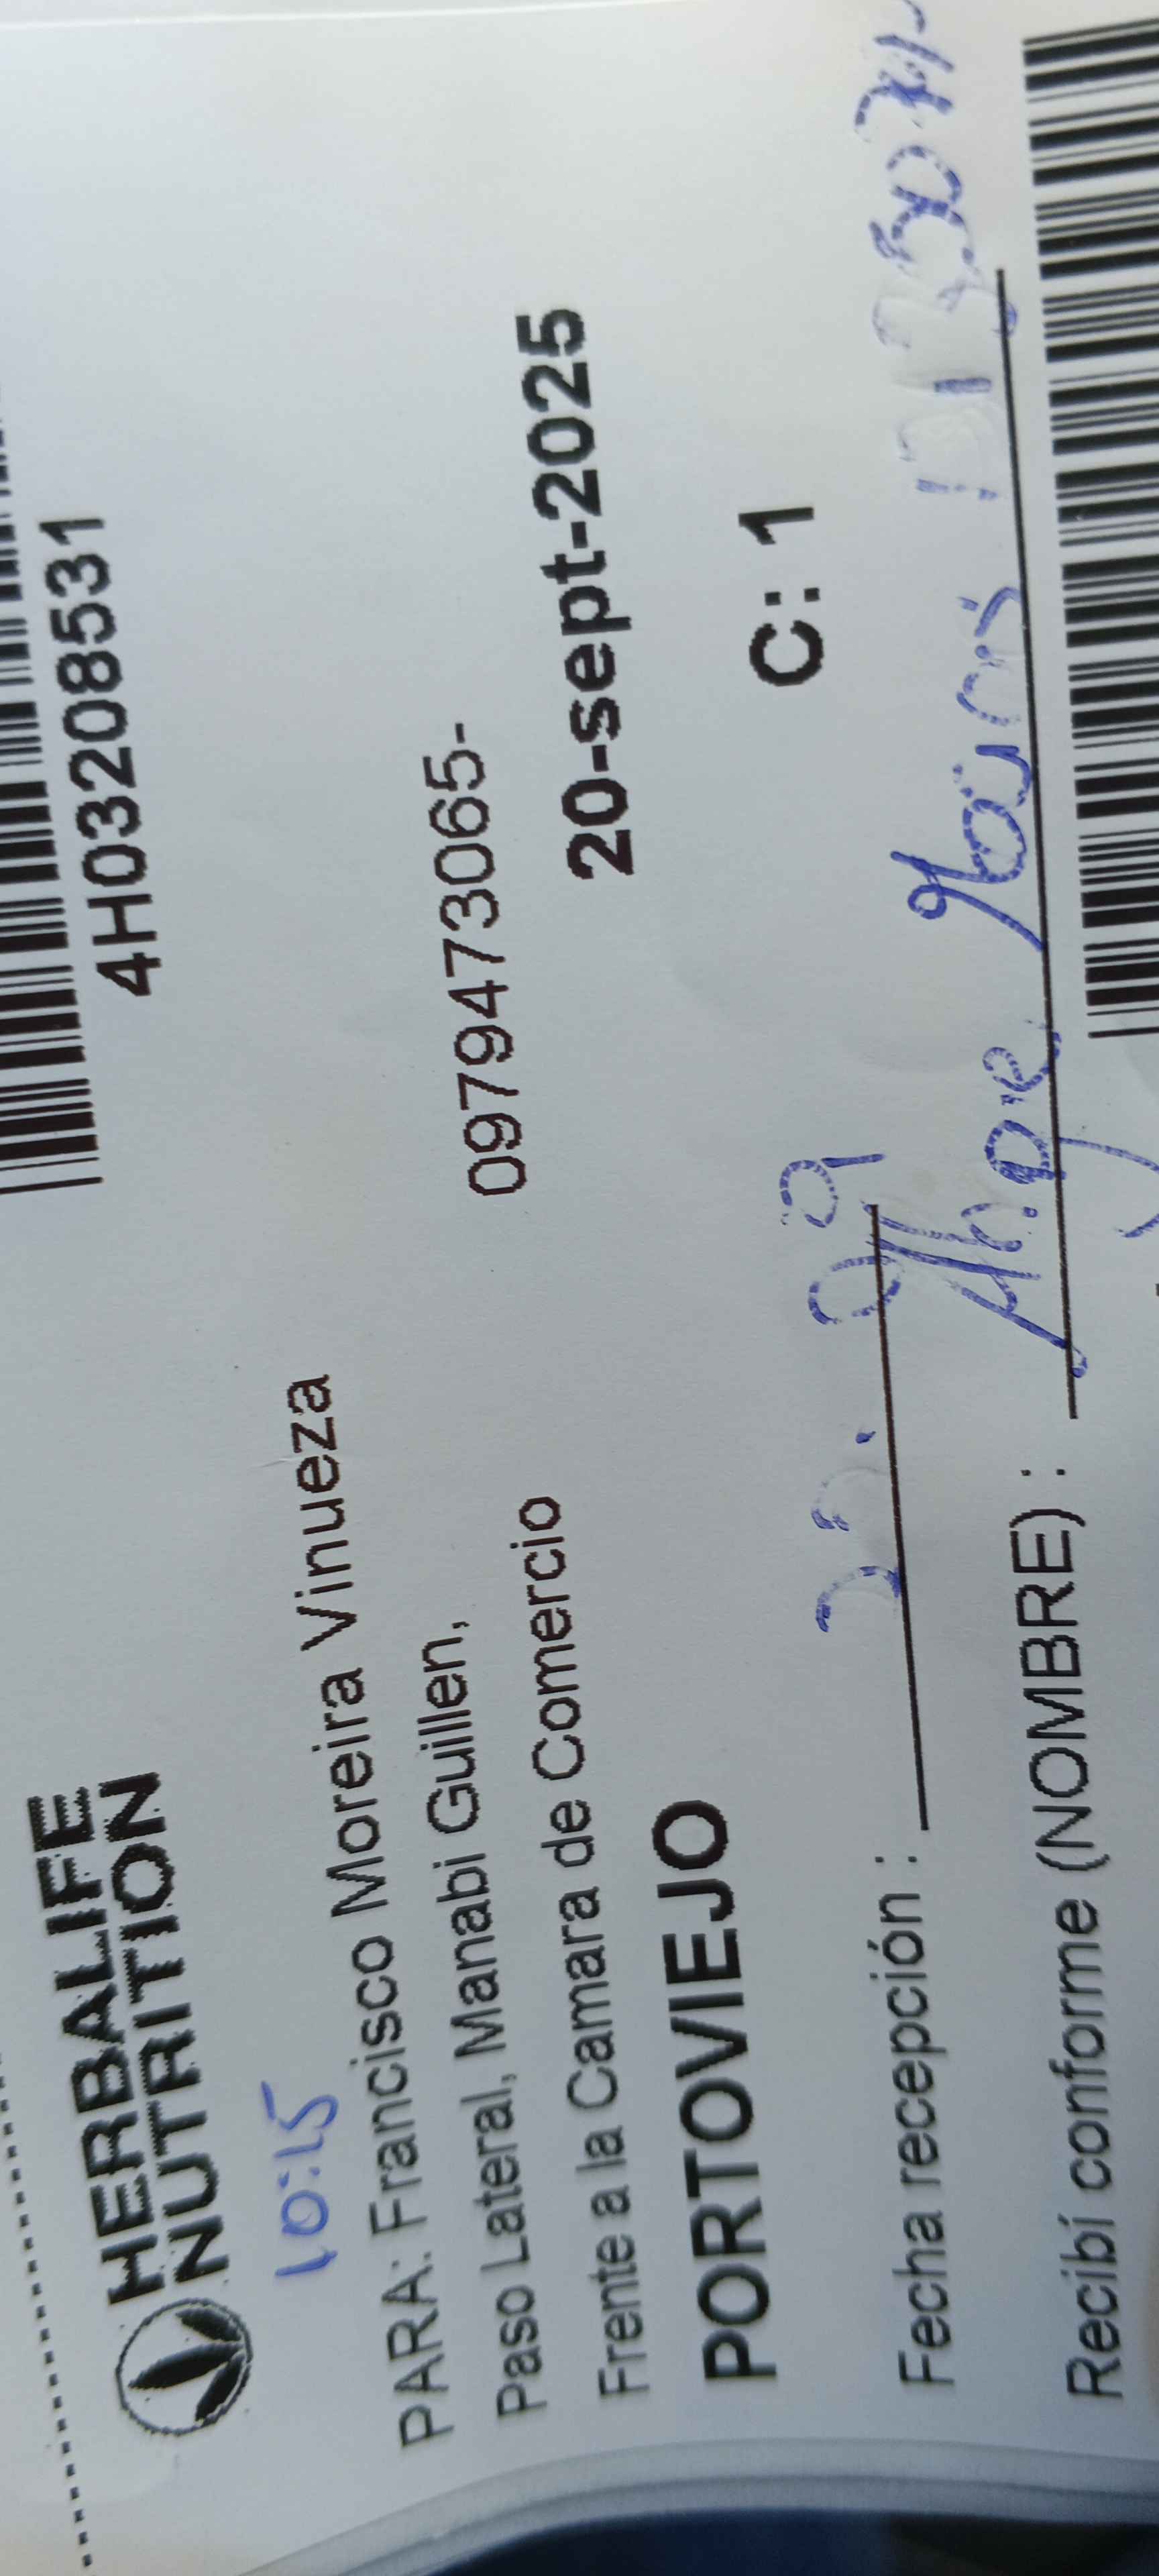 4H03208531
HERBALIFE
NUTRITION
10:15
PARA: Francisco Moreira Vinueza
Paso Lateral, Manabi Guillen, 0979473065-
Frente a la Camara de Comercio
20-sept-2025
PORTOVIEJO
C: 1
Fecha recepción :
Recibí conforme (NOMBRE) :